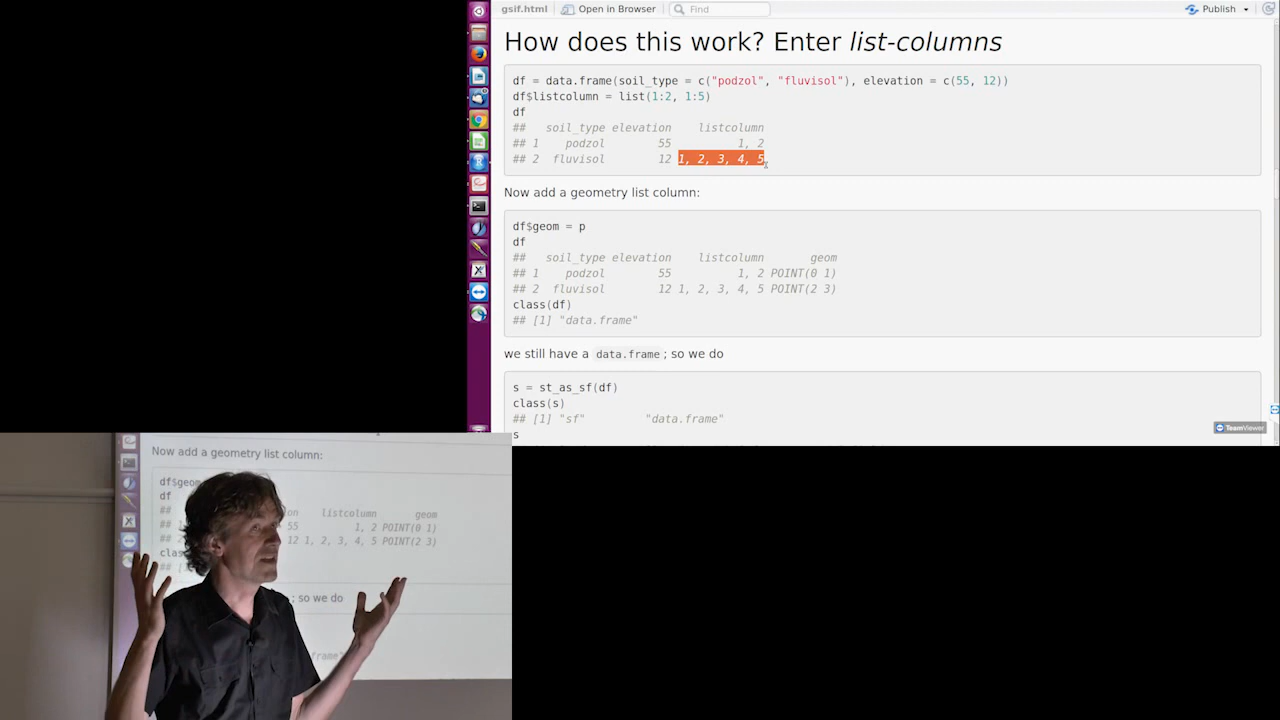 gsif.html Open in Browser Find Publish
How does this work? Enter list-columns
df = data.frame(soil_type = c("podzol", "fluvisol"), elevation = c(55, 12))
df$listcolumn = list(1:2, 1:5)
df
##   soil_type elevation    listcolumn
## 1    podzol        55          1, 2
## 2  fluvisol        12 1, 2, 3, 4, 5
Now add a geometry list column:
df$geom = p
df
##   soil_type elevation    listcolumn       geom
## 1    podzol        55          1, 2 POINT(0 1)
## 2  fluvisol        12 1, 2, 3, 4, 5 POINT(2 3)
class(df)
## [1] "data.frame"
we still have a data.frame; so we do
s = st_as_sf(df)
class(s)
## [1] "sf"         "data.frame"
s
TeamViewer
Now add a geometry list column:
df$geom
df
## listcolumn geom
55 1, 2 POINT(0 1)
12 1, 2, 3, 4, 5 POINT(2 3)
clas
; so we do